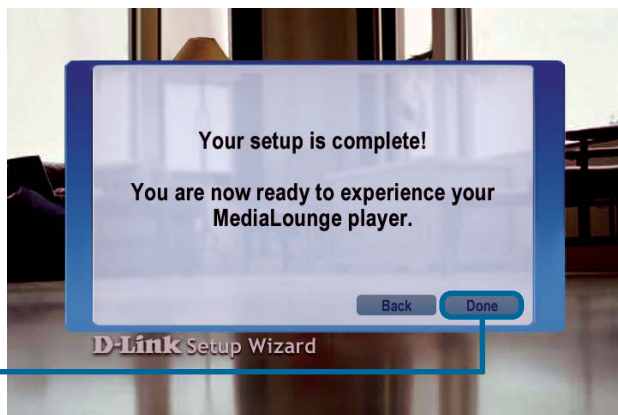 Your setup is complete!
You are now ready to experience your
MediaLounge player.
Back Done
D-Link Setup Wizard